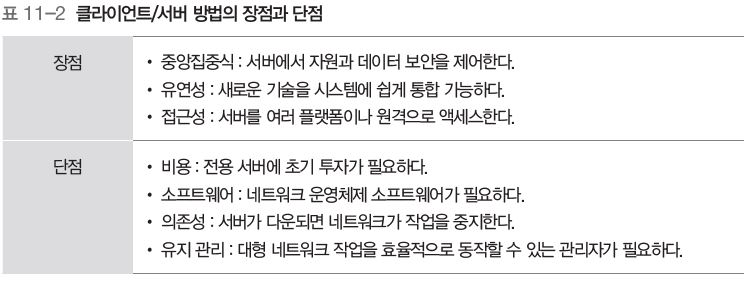 표 11-2 클라이언트/서버 방법의 장점과 단점
장점
• 중앙집중식 : 서버에서 자원과 데이터 보안을 제어한다.
• 유연성 : 새로운 기술을 시스템에 쉽게 통합 가능하다.
• 접근성 : 서버를 여러 플랫폼이나 원격으로 액세스한다.
단점
• 비용 : 전용 서버에 초기 투자가 필요하다.
• 소프트웨어 : 네트워크 운영체제 소프트웨어가 필요하다.
• 의존성 : 서버가 다운되면 네트워크가 작업을 중지한다.
• 유지 관리 : 대형 네트워크 작업을 효율적으로 동작할 수 있는 관리자가 필요하다.